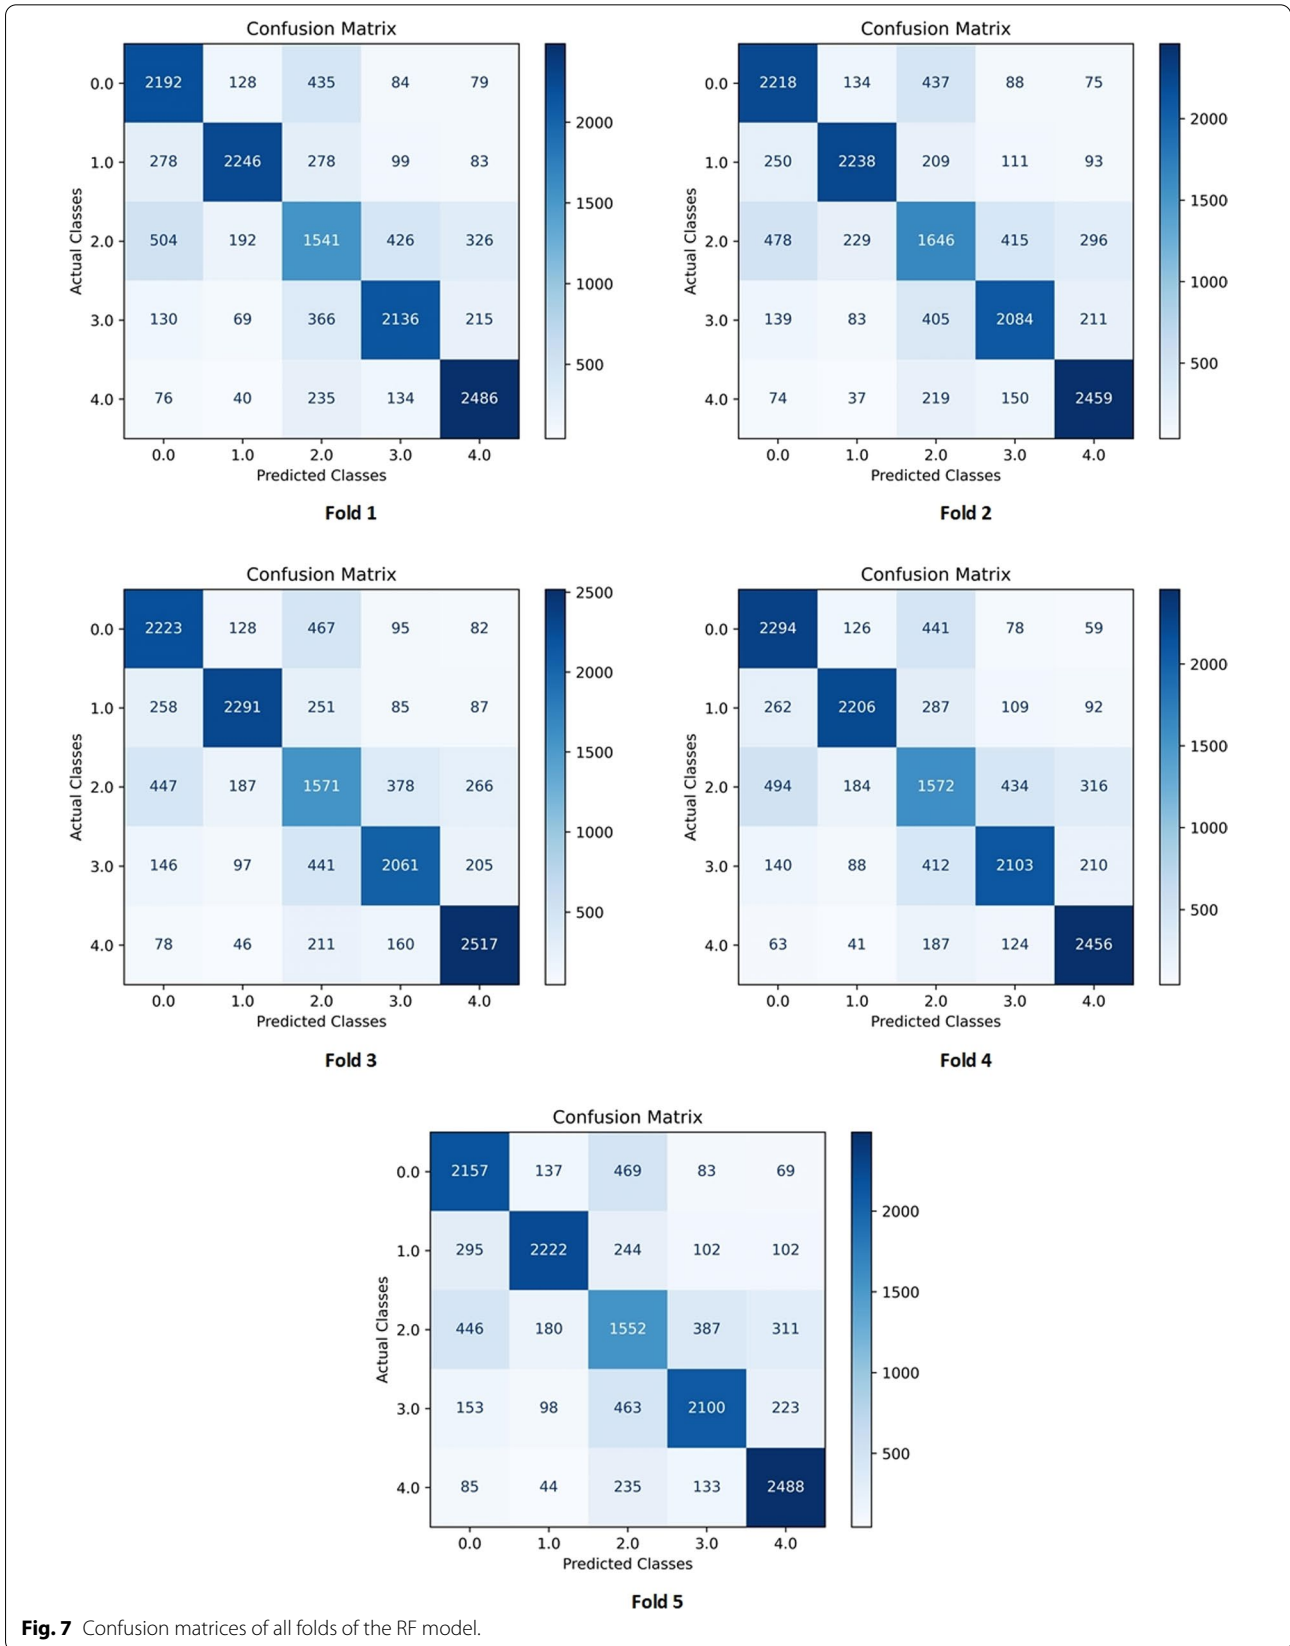 Confusion Matrix
0.0 2192 128 435 84 79
1.0 278 2246 278 99 83
2.0 504 192 1541 426 326
3.0 130 69 366 2136 215
4.0 76 40 235 134 2486
0.0 1.0 2.0 3.0 4.0
Predicted Classes
Actual Classes
2000
1500
1000
500
Fold 1
Confusion Matrix
0.0 2218 134 437 88 75
1.0 250 2238 209 111 93
2.0 478 229 1646 415 296
3.0 139 83 405 2084 211
4.0 74 37 219 150 2459
0.0 1.0 2.0 3.0 4.0
Predicted Classes
Actual Classes
2000
1500
1000
500
Fold 2
Confusion Matrix
0.0 2223 128 467 95 82
1.0 258 2291 251 85 87
2.0 447 187 1571 378 266
3.0 146 97 441 2061 205
4.0 78 46 211 160 2517
0.0 1.0 2.0 3.0 4.0
Predicted Classes
Actual Classes
2500
2000
1500
1000
500
Fold 3
Confusion Matrix
0.0 2294 126 441 78 59
1.0 262 2206 287 109 92
2.0 494 184 1572 434 316
3.0 140 88 412 2103 210
4.0 63 41 187 124 2456
0.0 1.0 2.0 3.0 4.0
Predicted Classes
Actual Classes
2000
1500
1000
500
Fold 4
Confusion Matrix
0.0 2157 137 469 83 69
1.0 295 2222 244 102 102
2.0 446 180 1552 387 311
3.0 153 98 463 2100 223
4.0 85 44 235 133 2488
0.0 1.0 2.0 3.0 4.0
Predicted Classes
Actual Classes
2000
1500
1000
500
Fold 5
Fig. 7 Confusion matrices of all folds of the RF model.